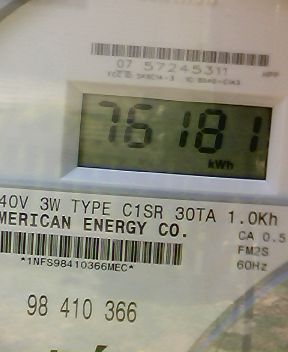 07 57245311
76181
kWh
40V 3W TYPE C1SR 30TA 1.0Kh
MERICAN ENERGY CO.
CA 0.5
*1NFS98410366MEC*
FM2S
60Hz
98 410 366